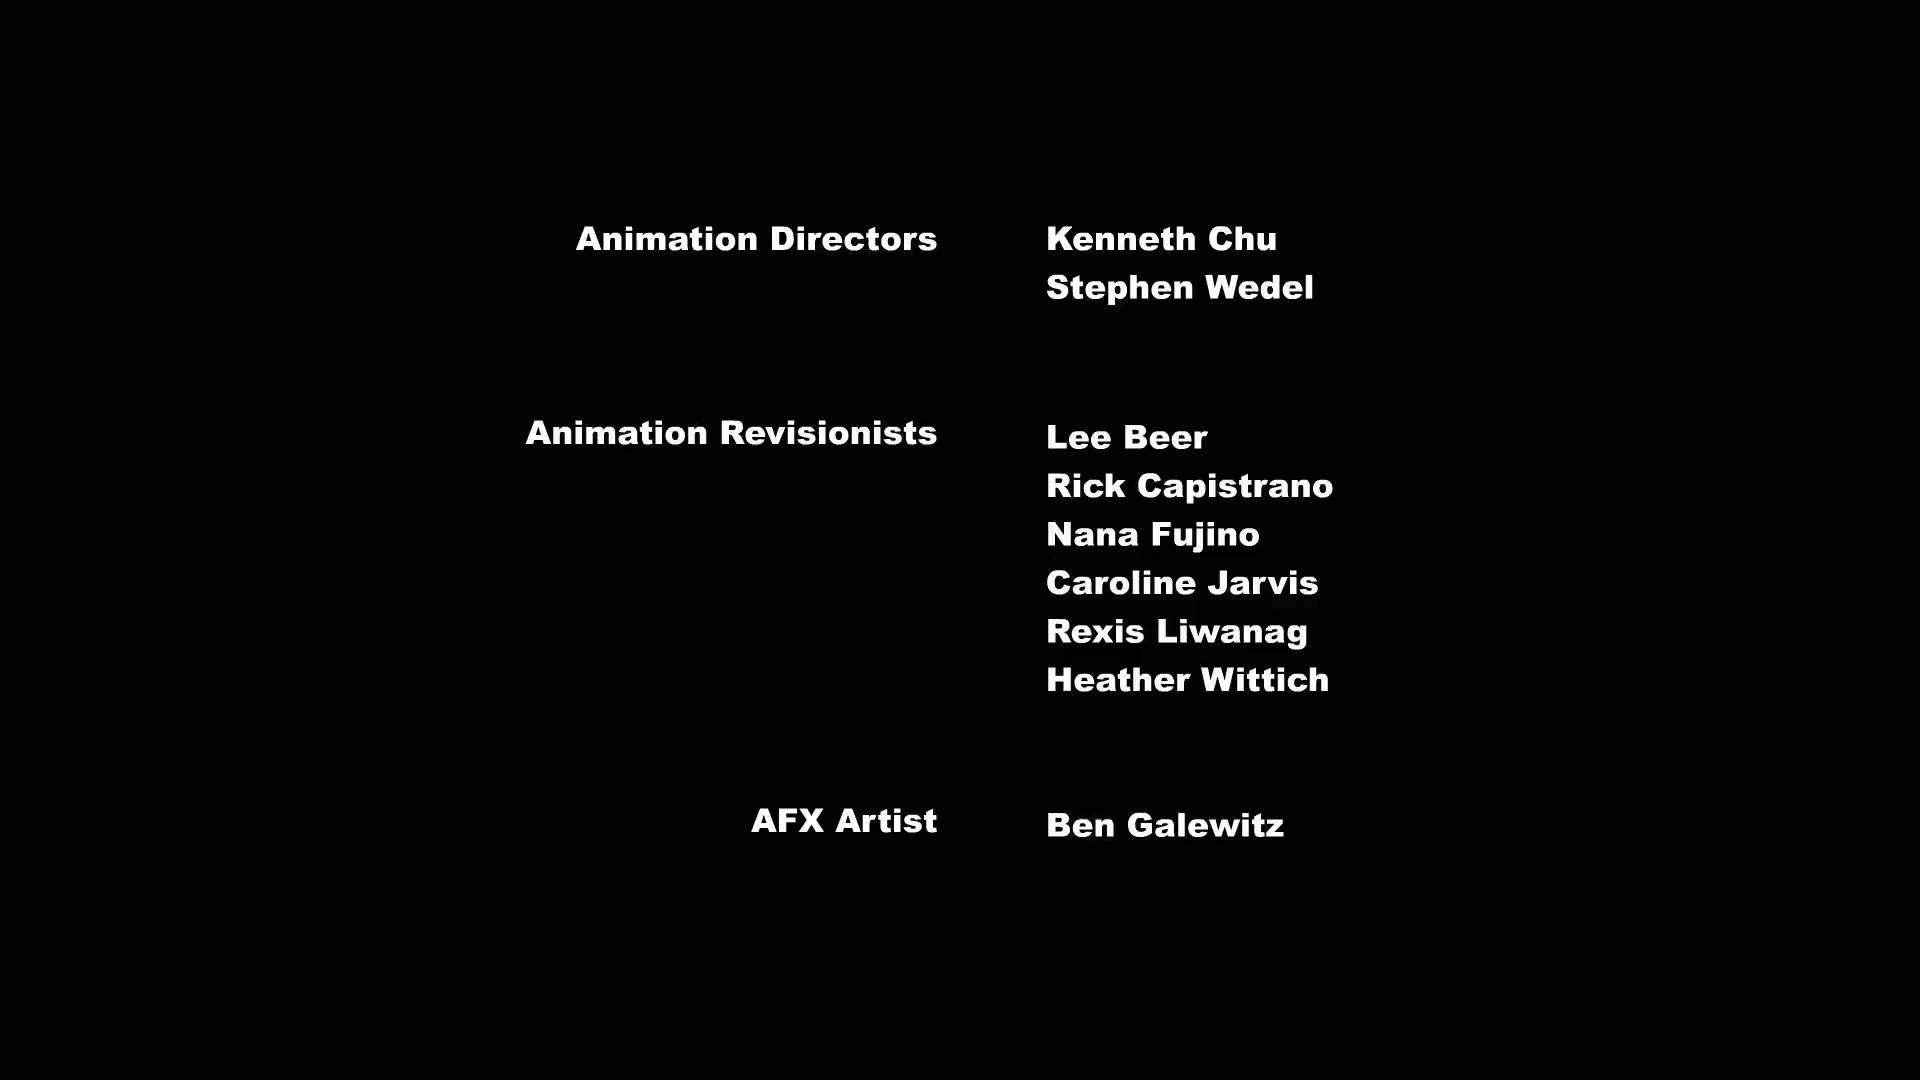 Animation Directors Kenneth Chu
Stephen Wedel
Animation Revisionists Lee Beer
Rick Capistrano
Nana Fujino
Caroline Jarvis
Rexis Liwanag
Heather Wittich
AFX Artist Ben Galewitz